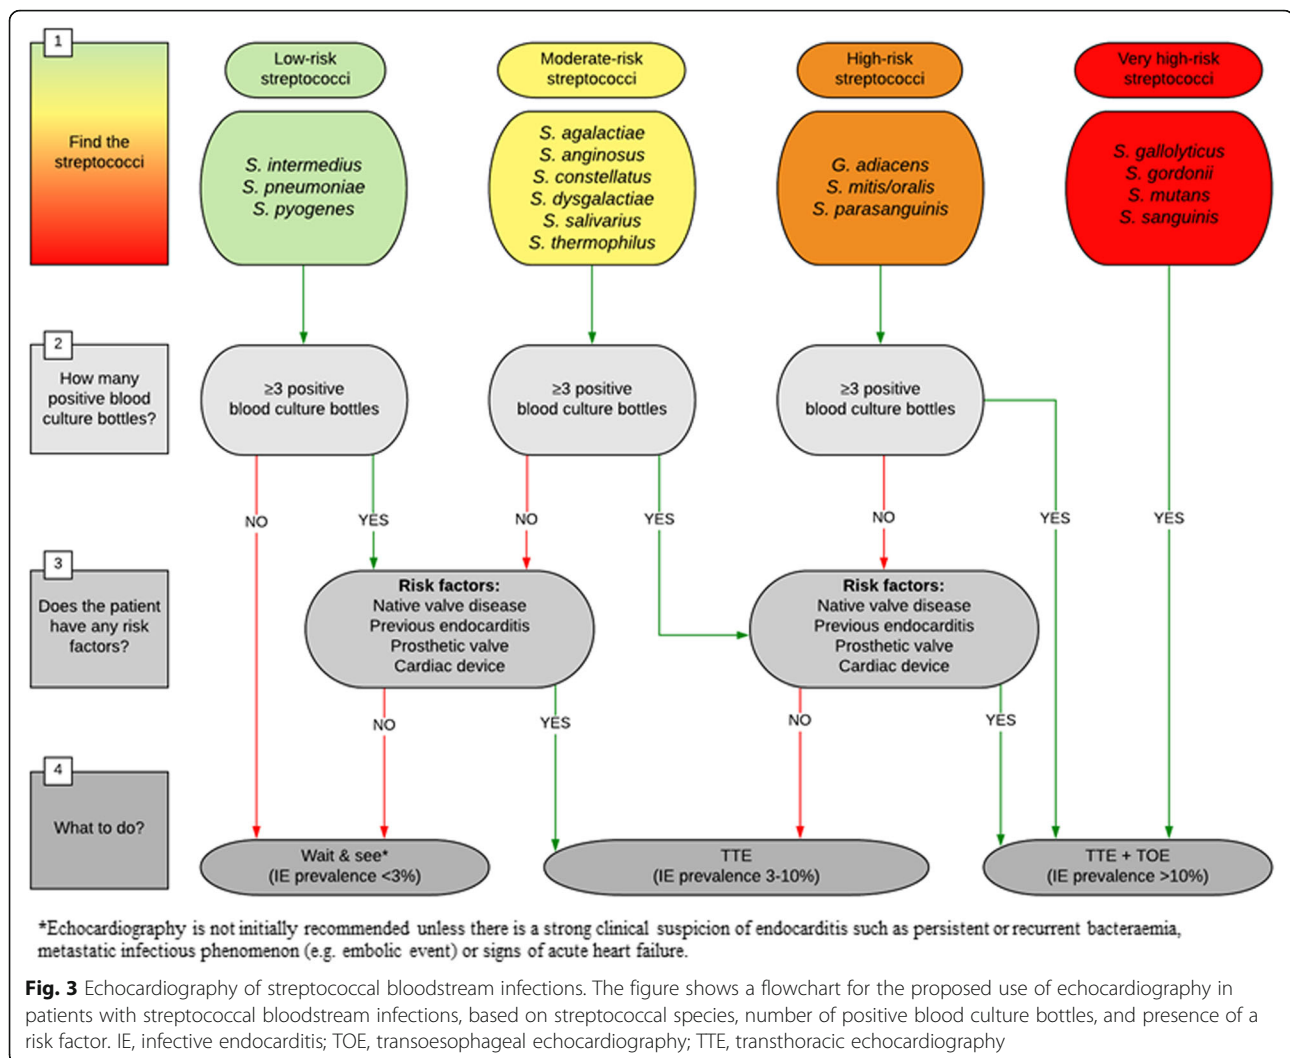 1
Find the
streptococci
Low-risk
streptococci
Moderate-risk
streptococci
High-risk
streptococci
Very high-risk
streptococci
S. intermedius
S. pneumoniae
S. pyogenes
S. agalactiae
S. anginosus
S. constellatus
S. dysgalactiae
S. salivarius
S. thermophilus
G. adiacens
S. mitis/oralis
S. parasanguinis
S. gallolyticus
S. gordonii
S. mutans
S. sanguinis
2
How many
positive blood
culture bottles?
≥3 positive
blood culture bottles
≥3 positive
blood culture bottles
≥3 positive
blood culture bottles
NO
YES
NO
YES
NO
YES
YES
3
Does the patient
have any risk
factors?
Risk factors:
Native valve disease
Previous endocarditis
Prosthetic valve
Cardiac device
Risk factors:
Native valve disease
Previous endocarditis
Prosthetic valve
Cardiac device
NO
YES
NO
YES
4
What to do?
Wait & see*
(IE prevalence <3%)
TTE
(IE prevalence 3-10%)
TTE + TOE
(IE prevalence >10%)
*Echocardiography is not initially recommended unless there is a strong clinical suspicion of endocarditis such as persistent or recurrent bacteraemia,
metastatic infectious phenomenon (e.g. embolic event) or signs of acute heart failure.
Fig. 3 Echocardiography of streptococcal bloodstream infections. The figure shows a flowchart for the proposed use of echocardiography in
patients with streptococcal bloodstream infections, based on streptococcal species, number of positive blood culture bottles, and presence of a
risk factor. IE, infective endocarditis; TOE, transoesophageal echocardiography; TTE, transthoracic echocardiography